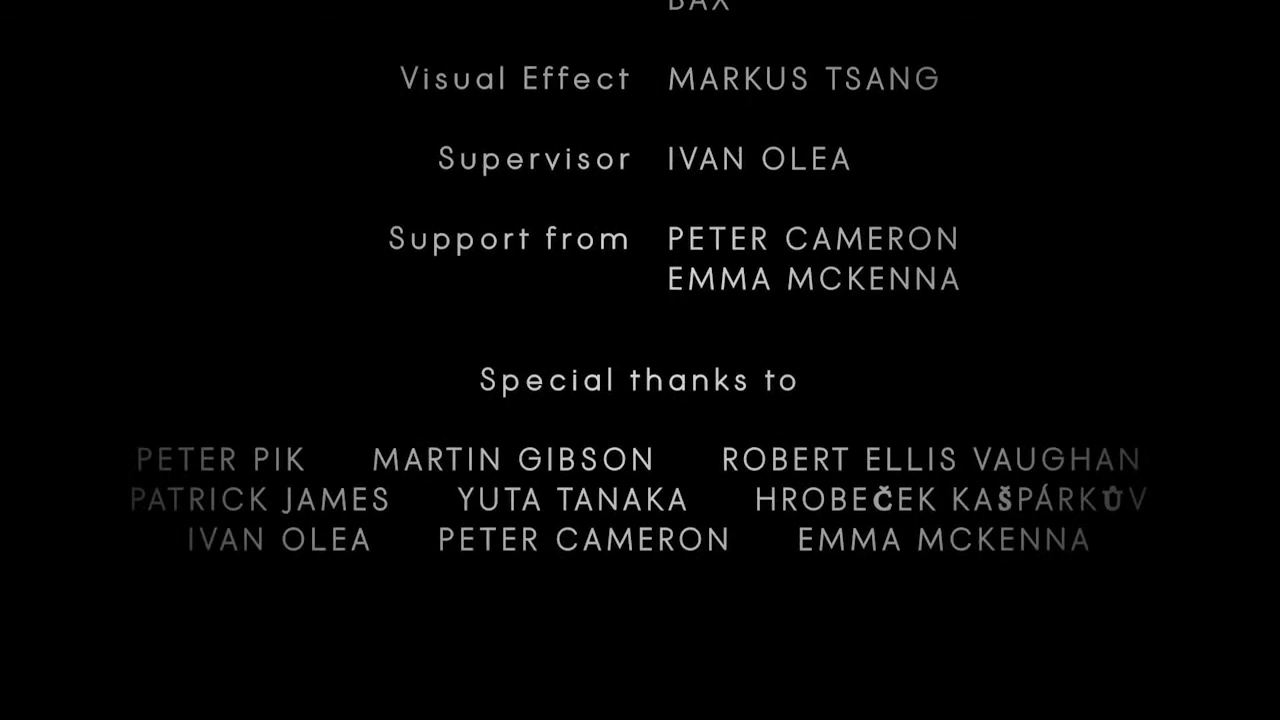 BAX
Visual Effect MARKUS TSANG
Supervisor IVAN OLEA
Support from PETER CAMERON
EMMA MCKENNA
Special thanks to
PETER PIK MARTIN GIBSON ROBERT ELLIS VAUGHAN
PATRICK JAMES YUTA TANAKA HROBEČEK KAŠPÁRKŮV
IVAN OLEA PETER CAMERON EMMA MCKENNA